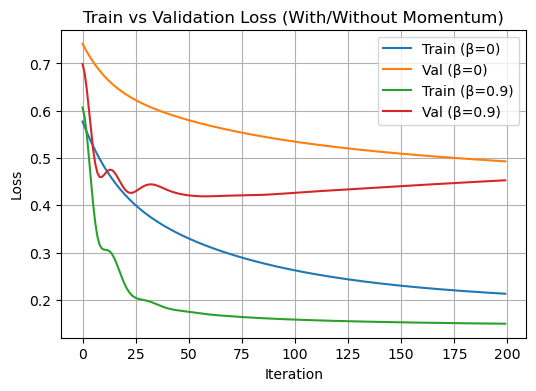 Train vs Validation Loss (With/Without Momentum)
Train (β=0)
Val (β=0)
Train (β=0.9)
Val (β=0.9)
0.7
0.6
0.5
0.4
0.3
0.2
Loss
0 25 50 75 100 125 150 175 200
Iteration